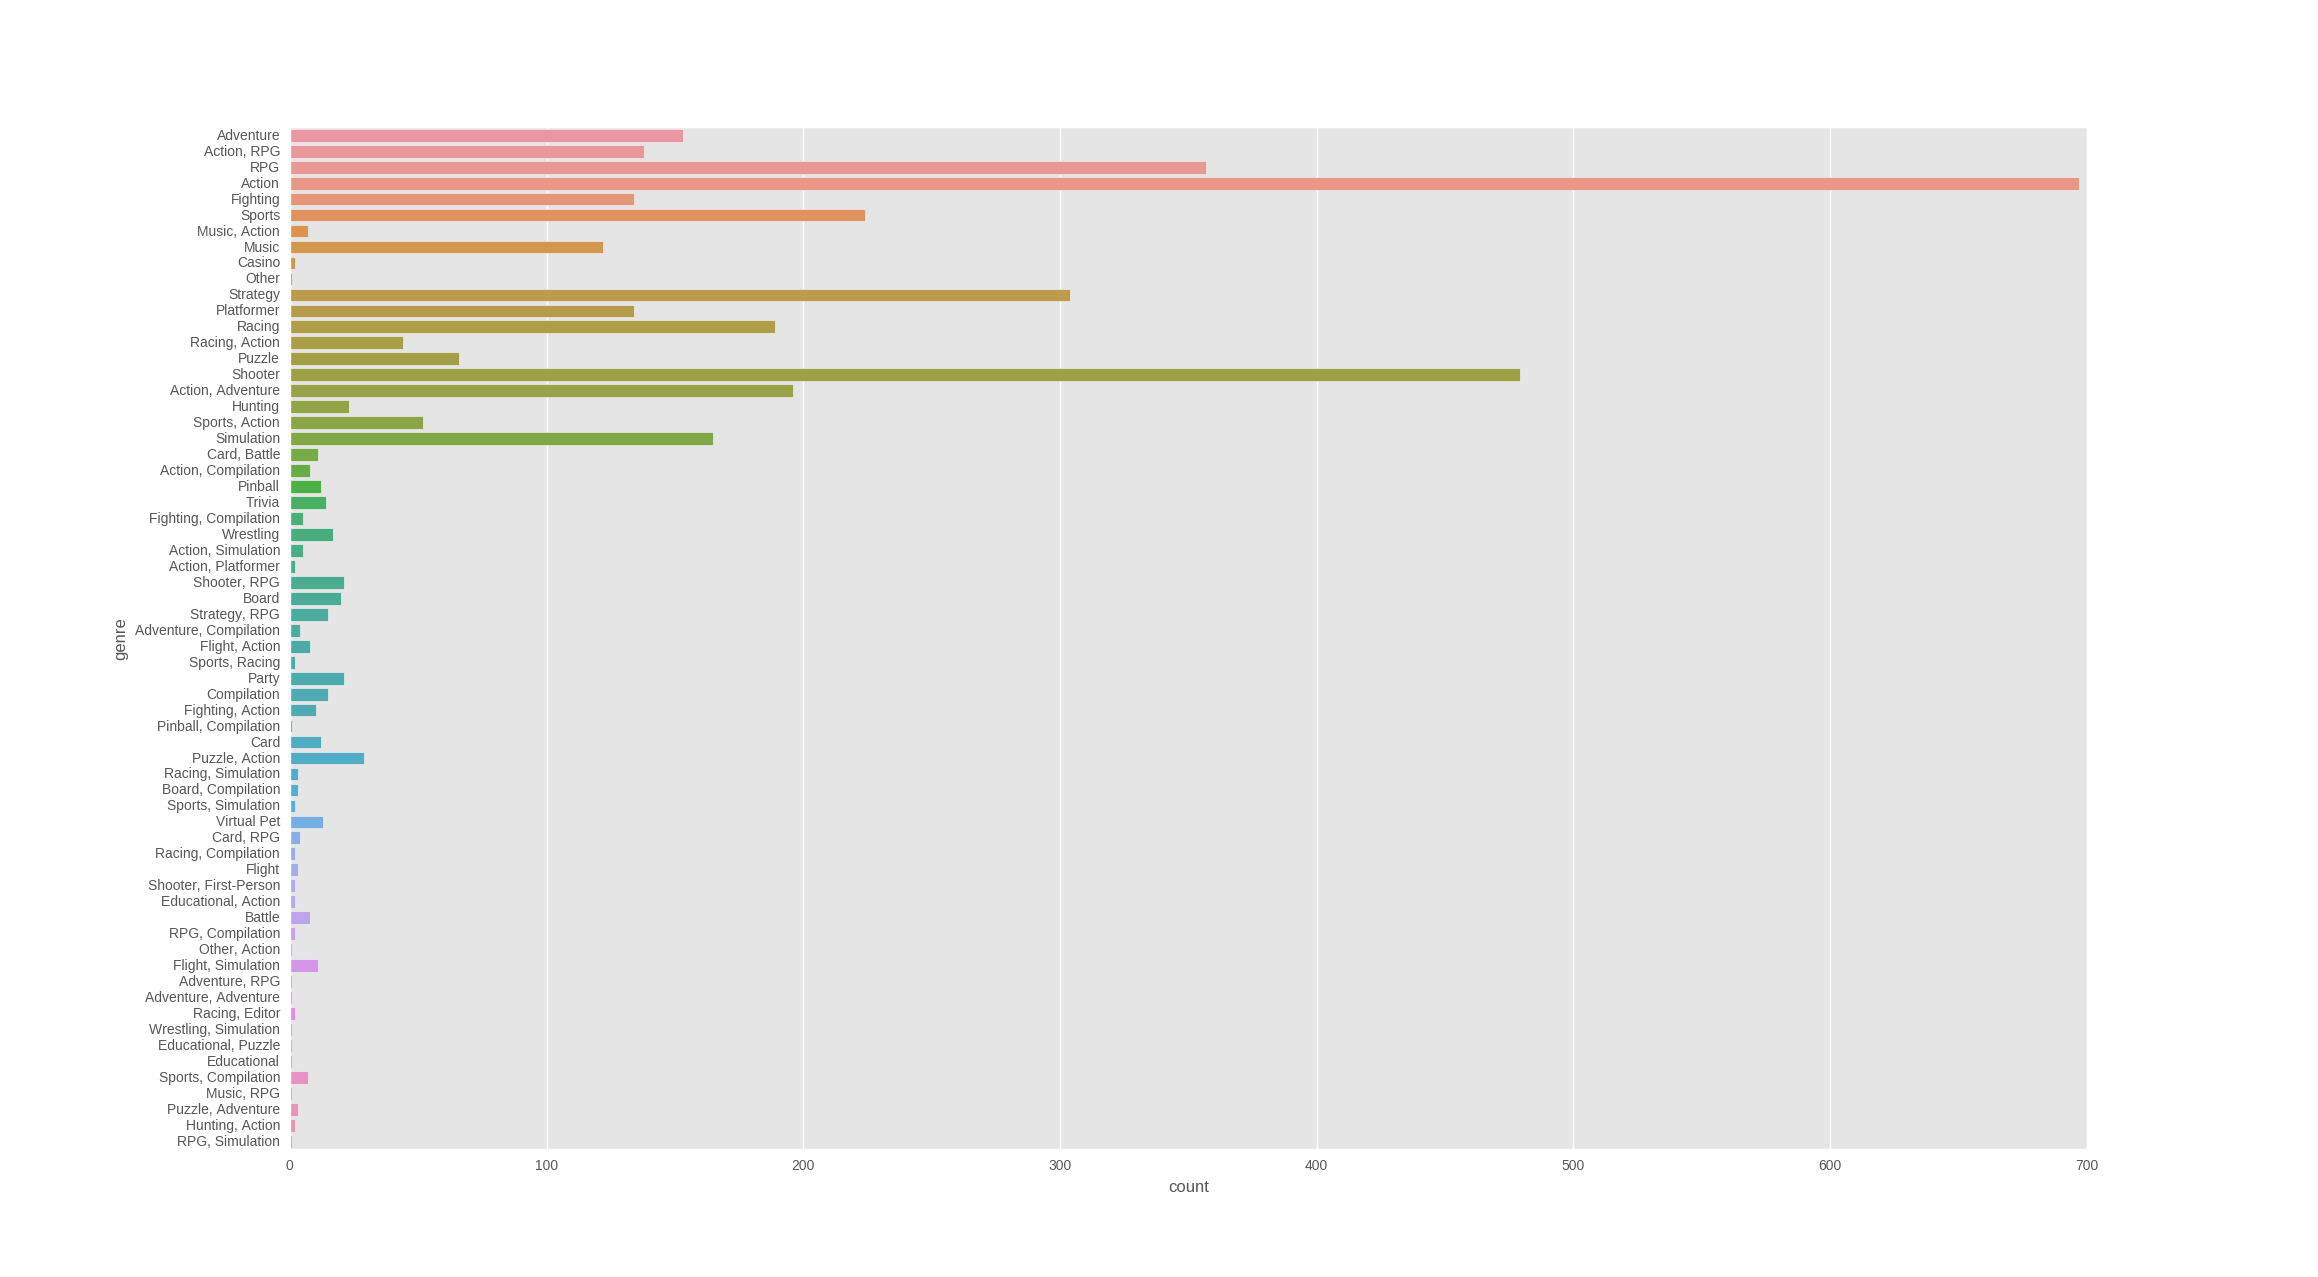 Adventure
Action, RPG
RPG
Action
Fighting
Sports
Music, Action
Music
Casino
Other
Strategy
Platformer
Racing
Racing, Action
Puzzle
Shooter
Action, Adventure
Hunting
Sports, Action
Simulation
Card, Battle
Action, Compilation
Pinball
Trivia
Fighting, Compilation
Wrestling
Action, Simulation
Action, Platformer
Shooter, RPG
Board
Strategy, RPG
Adventure, Compilation
Flight, Action
Sports, Racing
Party
Compilation
Fighting, Action
Pinball, Compilation
Card
Puzzle, Action
Racing, Simulation
Board, Compilation
Sports, Simulation
Virtual Pet
Card, RPG
Racing, Compilation
Flight
Shooter, First-Person
Educational, Action
Battle
RPG, Compilation
Other, Action
Flight, Simulation
Adventure, RPG
Adventure, Adventure
Racing, Editor
Wrestling, Simulation
Educational, Puzzle
Educational
Sports, Compilation
Music, RPG
Puzzle, Adventure
Hunting, Action
RPG, Simulation
genre
0 100 200 300 400 500 600 700
count